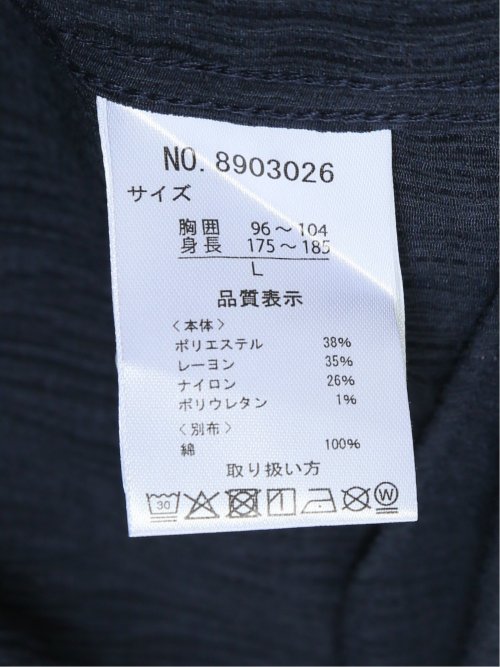 NO. 8903026
サイズ
胸囲 96～104
身長 175～185
L
品質表示
〈本体〉
ポリエステル 38%
レーヨン 35%
ナイロン 26%
ポリウレタン 1%
〈別布〉
綿 100%
取り扱い方
30 W